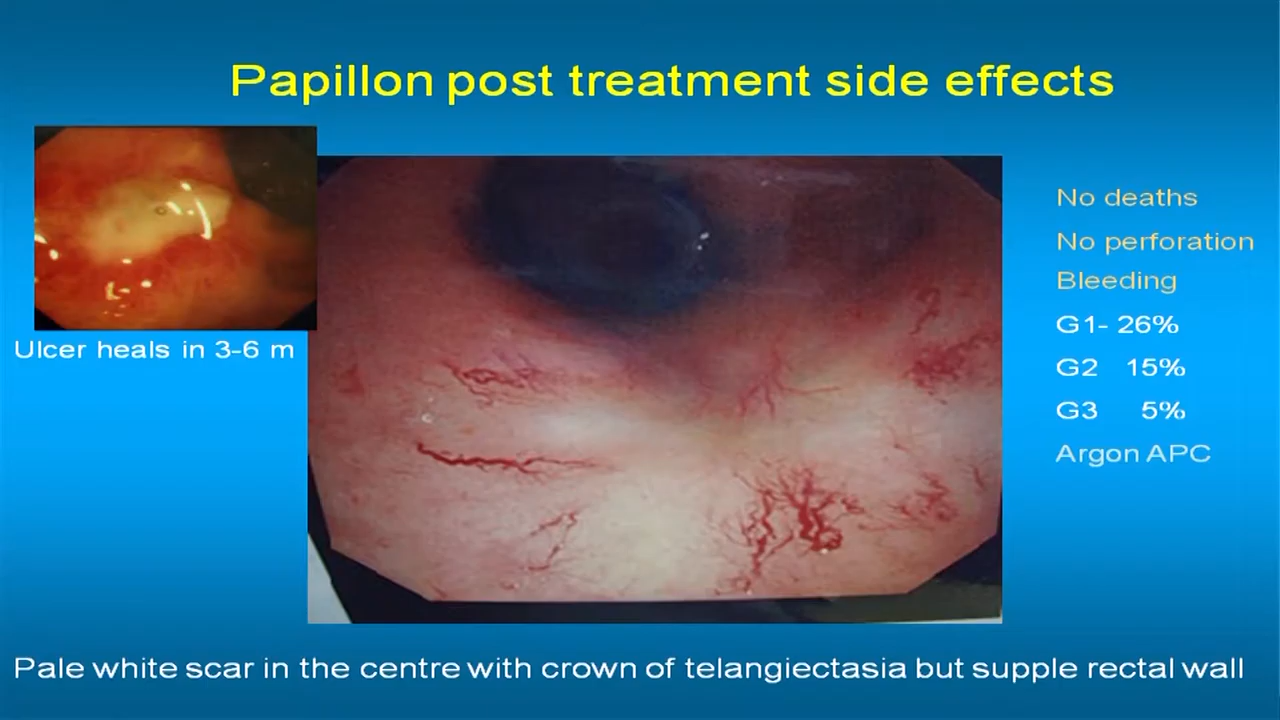 Papillon post treatment side effects
Ulcer heals in 3-6 m
No deaths
No perforation
Bleeding
G1- 26%
G2 15%
G3 5%
Argon APC
Pale white scar in the centre with crown of telangiectasia but supple rectal wall